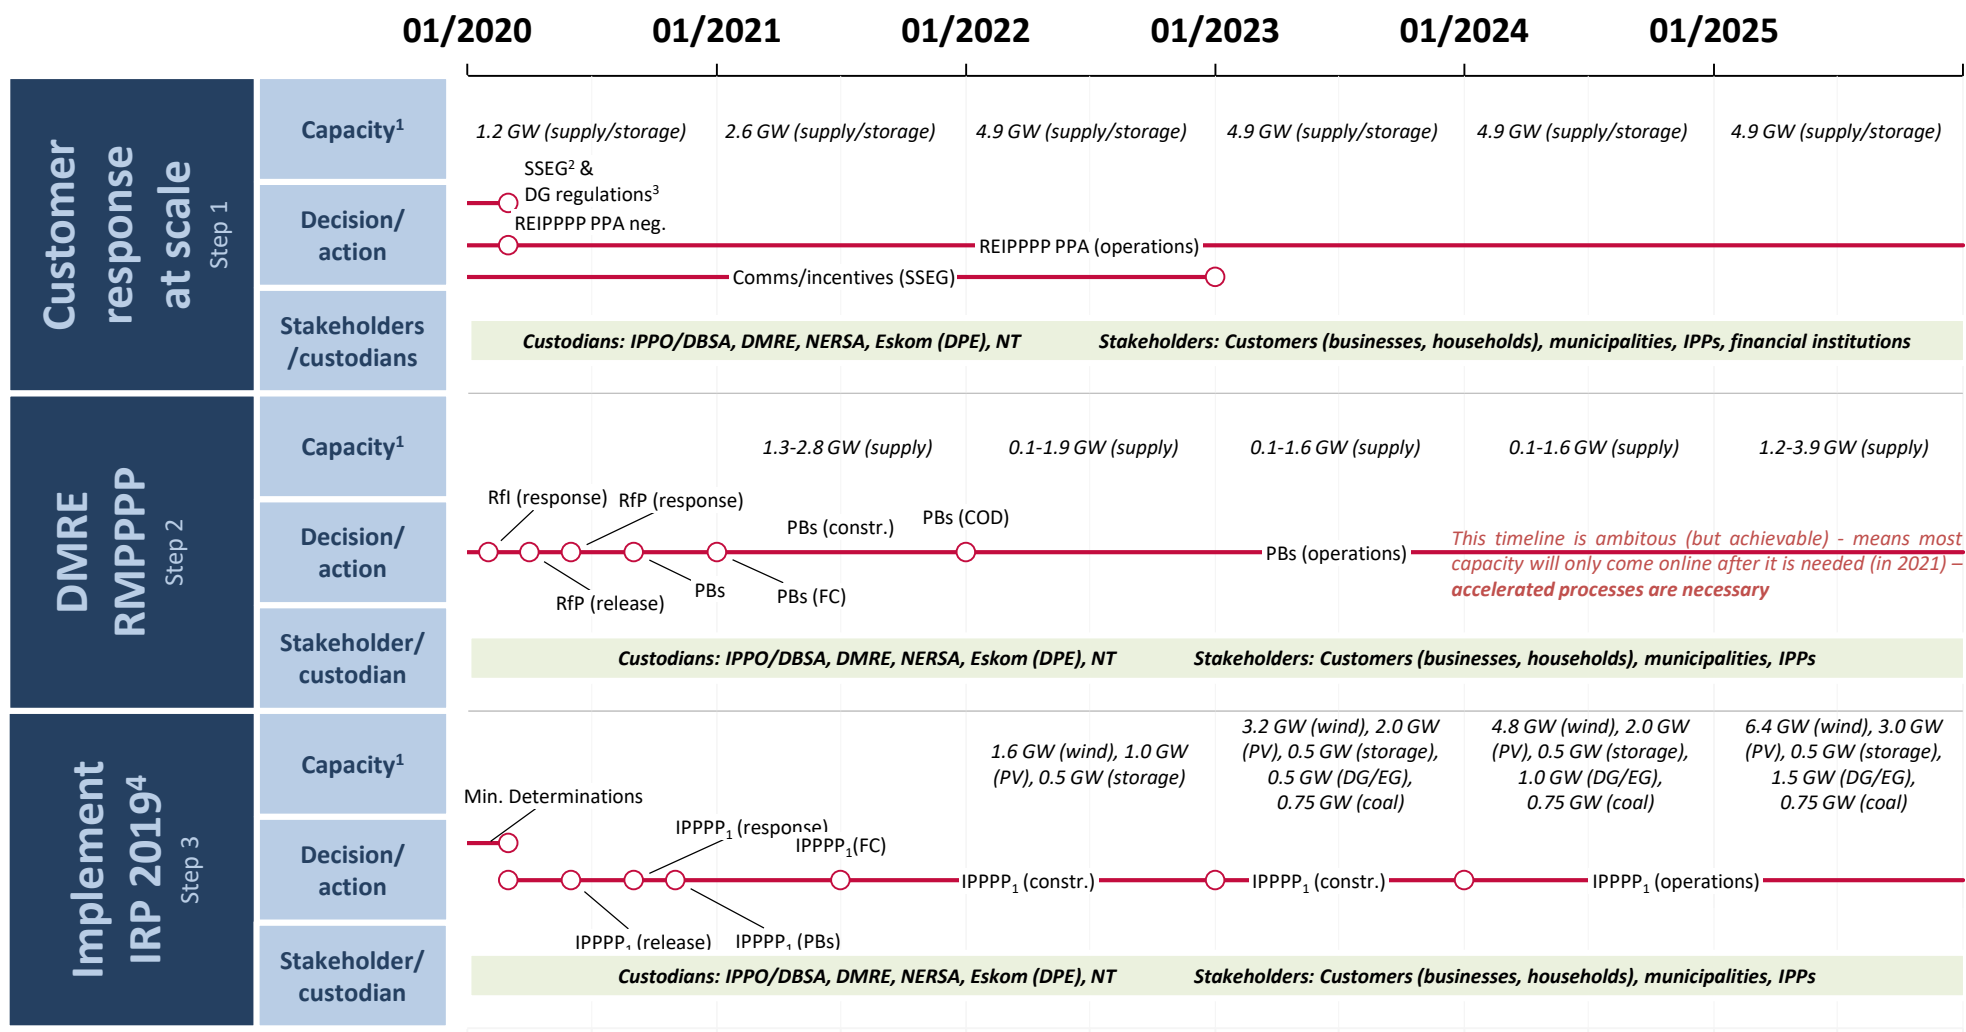 01/2020 01/2021 01/2022 01/2023 01/2024 01/2025
Customer
response
at scale
Step 1
Capacity¹
1.2 GW (supply/storage) 2.6 GW (supply/storage) 4.9 GW (supply/storage) 4.9 GW (supply/storage) 4.9 GW (supply/storage) 4.9 GW (supply/storage)
Decision/
action
SSEG² &
DG regulations³
REIPPPP PPA neg.
REIPPPP PPA (operations)
Comms/incentives (SSEG)
Stakeholders
/custodians
Custodians: IPPO/DBSA, DMRE, NERSA, Eskom (DPE), NT Stakeholders: Customers (businesses, households), municipalities, IPPs, financial institutions
DMRE
RMPPPP
Step 2
Capacity¹
1.3-2.8 GW (supply) 0.1-1.9 GW (supply) 0.1-1.6 GW (supply) 0.1-1.6 GW (supply) 1.2-3.9 GW (supply)
Decision/
action
RfI (response) RfP (response)
PBs (constr.) PBs (COD)
PBs (operations)
RfP (release) PBs PBs (FC)
This timeline is ambitous (but achievable) - means most
capacity will only come online after it is needed (in 2021) –
accelerated processes are necessary
Stakeholder/
custodian
Custodians: IPPO/DBSA, DMRE, NERSA, Eskom (DPE), NT Stakeholders: Customers (businesses, households), municipalities, IPPs
Implement
IRP 2019⁴
Step 3
Capacity¹
1.6 GW (wind), 1.0 GW
(PV), 0.5 GW (storage)
3.2 GW (wind), 2.0 GW
(PV), 0.5 GW (storage),
0.5 GW (DG/EG),
0.75 GW (coal)
4.8 GW (wind), 2.0 GW
(PV), 0.5 GW (storage),
1.0 GW (DG/EG),
0.75 GW (coal)
6.4 GW (wind), 3.0 GW
(PV), 0.5 GW (storage),
1.5 GW (DG/EG),
0.75 GW (coal)
Decision/
action
Min. Determinations
IPPPP₁ (response)
IPPPP₁(FC)
IPPPP₁ (constr.) IPPPP₁ (constr.) IPPPP₁ (operations)
IPPPP₁ (release) IPPPP₁ (PBs)
Stakeholder/
custodian
Custodians: IPPO/DBSA, DMRE, NERSA, Eskom (DPE), NT Stakeholders: Customers (businesses, households), municipalities, IPPs